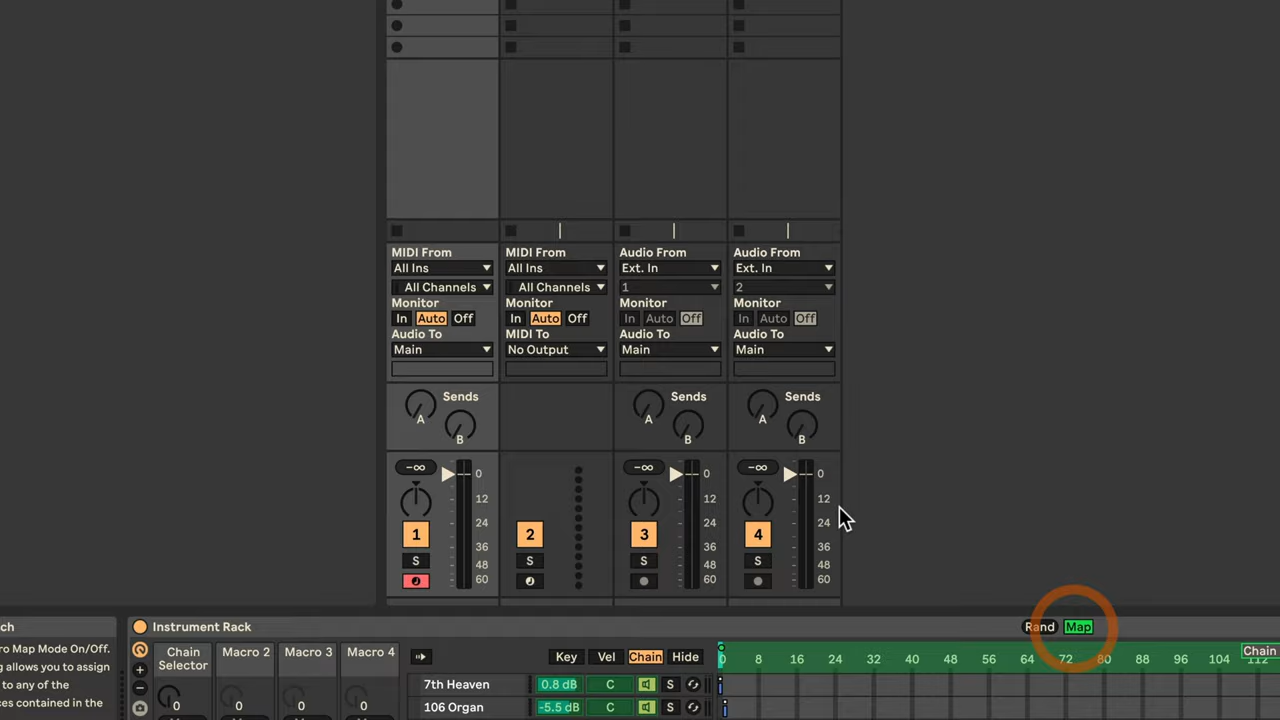 MIDI From MIDI From Audio From Audio From
All Ins All Ins Ext. In Ext. In
All Channels All Channels 1 2
Monitor Monitor Monitor Monitor
In Auto Off In Auto Off In Auto Off In Auto Off
Audio To MIDI To Audio To Audio To
Main No Output Main Main
Sends Sends Sends
A A A
B B B
-∞ 0 -∞ 0 -∞ 0
12 12 12
24 24 24
1 2 3 4
36 36 36
S 48 S S 48 S 48
60 60 60
ch Instrument Rack Rand Map
ro Map Mode On/Off. Chain Selector Macro 2 Macro 3 Macro 4 Key Vel Chain Hide 0 8 16 24 32 40 48 56 64 72 80 88 96 104 112 Chain
g allows you to assign
to any of the 7th Heaven 0.8 dB C S
ces contained in the 0 0 0 0 106 Organ -5.5 dB C S